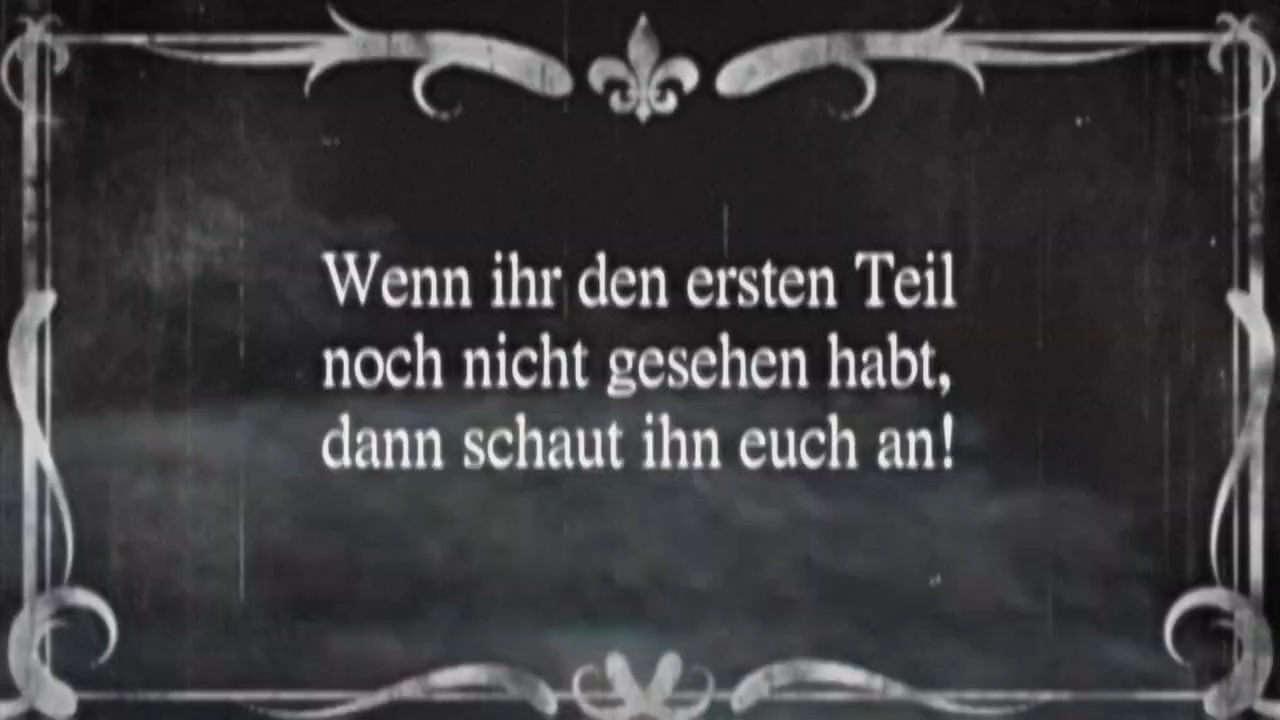 Wenn ihr den ersten Teil
noch nicht gesehen habt,
dann schaut ihn euch an!